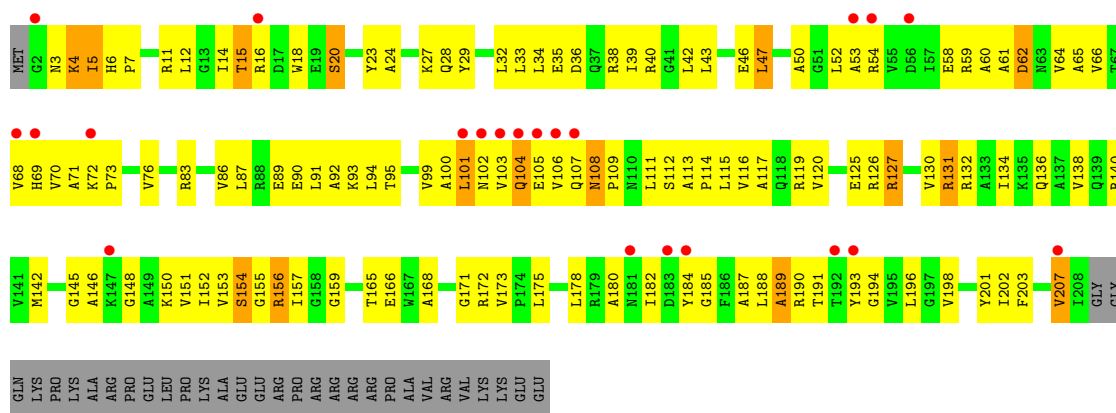 MET G2 N3 K4 I5 H6 P7 R11 L12 G13 I14 T15 R16 D17 W18 E19 S20 Y23 A24 K27 Q28 Y29 L32 L33 L34 E35 D36 Q37 R38 I39 R40 G41 L42 L43 E46 L47 A50 G51 L52 A53 R54 V55 D56 I57 E58 R59 A60 A61 D62 N63 V64 A65 V66 T67
V68 H69 V70 A71 K72 P73 V76 R83 V86 L87 R88 E89 E90 L91 A92 K93 L94 T95 V99 A100 L101 N102 V103 Q104 E105 V106 Q107 N108 P109 N110 L111 S112 A113 P114 L115 V116 A117 Q118 R119 V120 E125 R126 R127 V130 R131 R132 A133 I134 K135 Q136 A137 V138 Q139 R140
V141 M142 G145 A146 K147 G148 A149 K150 V151 I152 V153 S154 G155 R156 I157 G158 G159 T165 E166 W167 A168 G171 R172 V173 P174 L175 L178 R179 A180 N181 I182 D183 Y184 G185 F186 A187 L188 A189 R190 T191 T192 Y193 G194 V195 L196 G197 V198 Y201 I202 F203 V207 I208 GLY GLY
GLN LYS PRO LYS ALA ARG PRO GLU LEU PRO LYS ALA GLU GLU ARG PRO ARG ARG ARG ARG PRO ALA VAL ARG VAL LYS LYS GLU GLU